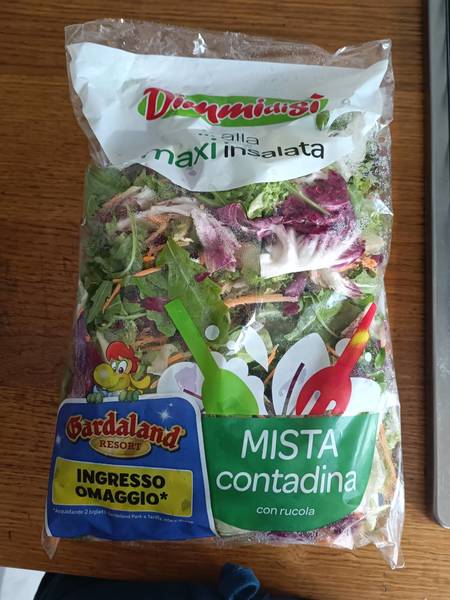 Dimmidisì
... alla
maxi insalata
Gardaland
RESORT
INGRESSO
OMAGGIO*
MISTA
contadina
con rucola